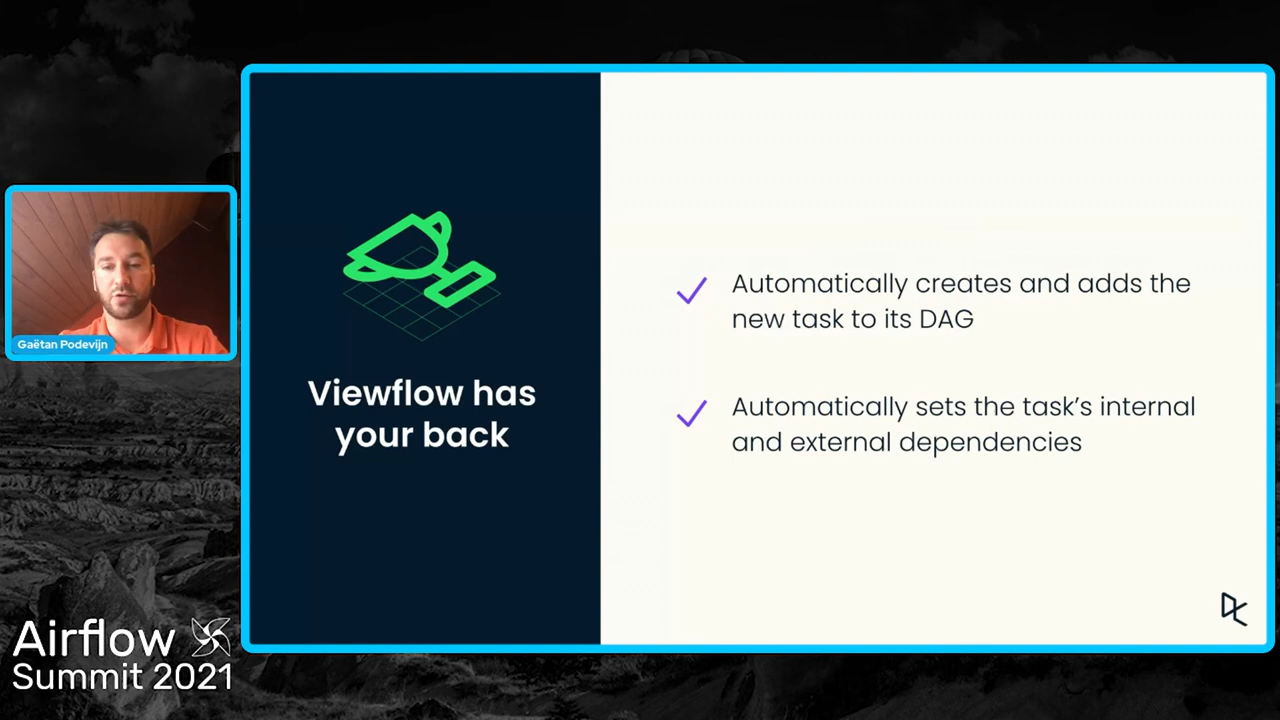 Viewflow has
your back
Automatically creates and adds the
new task to its DAG
Automatically sets the task’s internal
and external dependencies
Gaëtan Podevijn
Airflow
Summit 2021